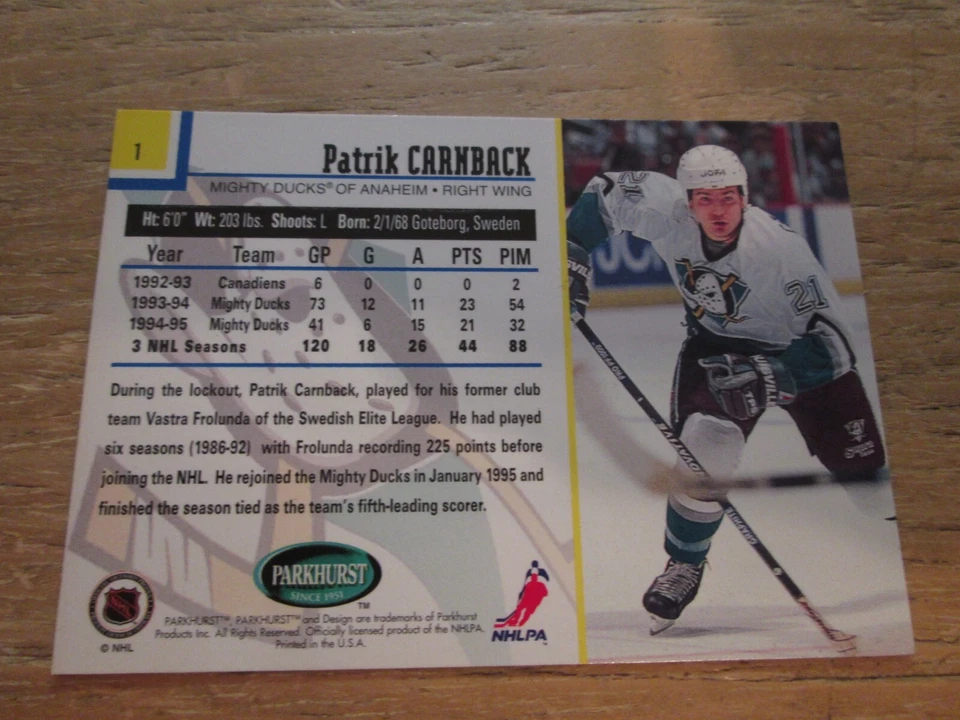 1
Patrik CARNBACK
MIGHTY DUCKS® OF ANAHEIM • RIGHT WING
Ht: 6'0" Wt: 203 lbs. Shoots: L Born: 2/1/68 Goteborg, Sweden
Year Team GP G A PTS PIM
1992-93 Canadiens 6 0 0 0 2
1993-94 Mighty Ducks 73 12 11 23 54
1994-95 Mighty Ducks 41 6 15 21 32
3 NHL Seasons 120 18 26 44 88
During the lockout, Patrik Carnback, played for his former club
team Vastra Frolunda of the Swedish Elite League. He had played
six seasons (1986-92) with Frolunda recording 225 points before
joining the NHL. He rejoined the Mighty Ducks in January 1995 and
finished the season tied as the team's fifth-leading scorer.
PARKHURST
SINCE 1951
TM
PARKHURST™, PARKHURST™ and Design are trademarks of Parkhurst
Products Inc. All Rights Reserved. Officially licensed product of the NHLPA.
Printed in the U.S.A.
NHL
© NHL
NHLPA
JOFA
21
21
LOUISVILLE
TPS
GRAPHITE